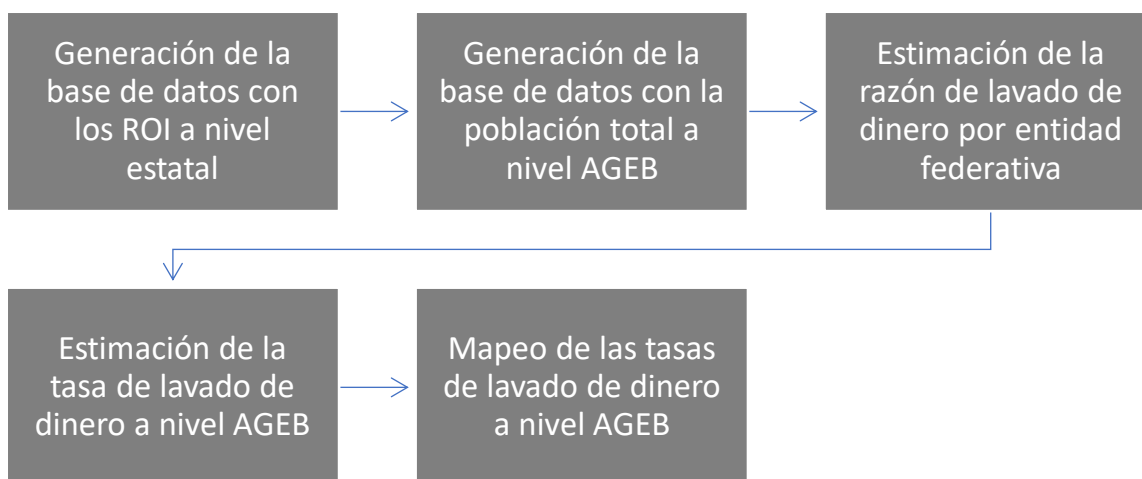 Generación de la
base de datos con
los ROI a nivel
estatal
Generación de la
base de datos con la
población total a
nivel AGEB
Estimación de la
razón de lavado de
dinero por entidad
federativa
Estimación de la
tasa de lavado de
dinero a nivel AGEB
Mapeo de las tasas
de lavado de dinero
a nivel AGEB